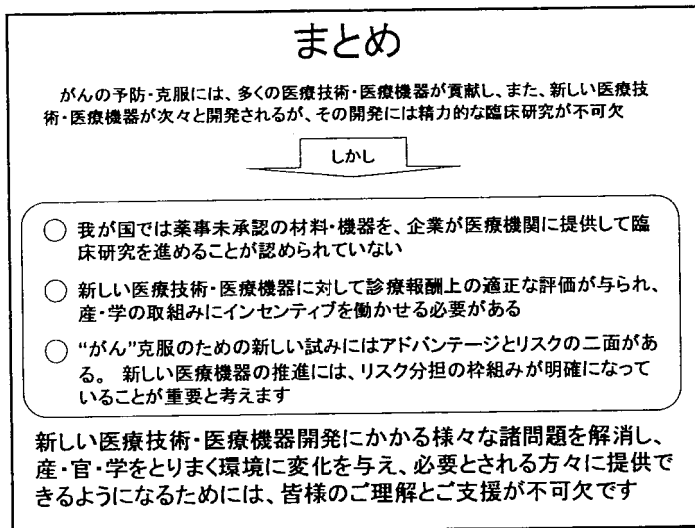 まとめ
がんの予防・克服には、多くの医療技術・医療機器が貢献し、また、新しい医療技
術・医療機器が次々と開発されるが、その開発には精力的な臨床研究が不可欠
しかし
○ 我が国では薬事未承認の材料・機器を、企業が医療機関に提供して臨
床研究を進めることが認められていない
○ 新しい医療技術・医療機器に対して診療報酬上の適正な評価が与られ、
産・学の取組みにインセンティブを働かせる必要がある
○ “がん”克服のための新しい試みにはアドバンテージとリスクの二面があ
る。 新しい医療機器の推進には、リスク分担の枠組みが明確になって
いることが重要と考えます
新しい医療技術・医療機器開発にかかる様々な諸問題を解消し、
産・官・学をとりまく環境に変化を与え、必要とされる方々に提供で
きるようになるためには、皆様のご理解とご支援が不可欠です